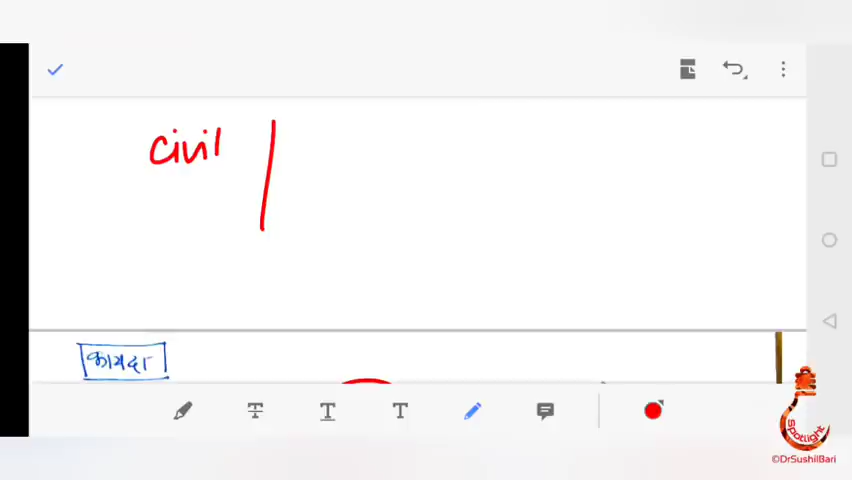 civil
कायदा
Spotlight
©DrSushilBari